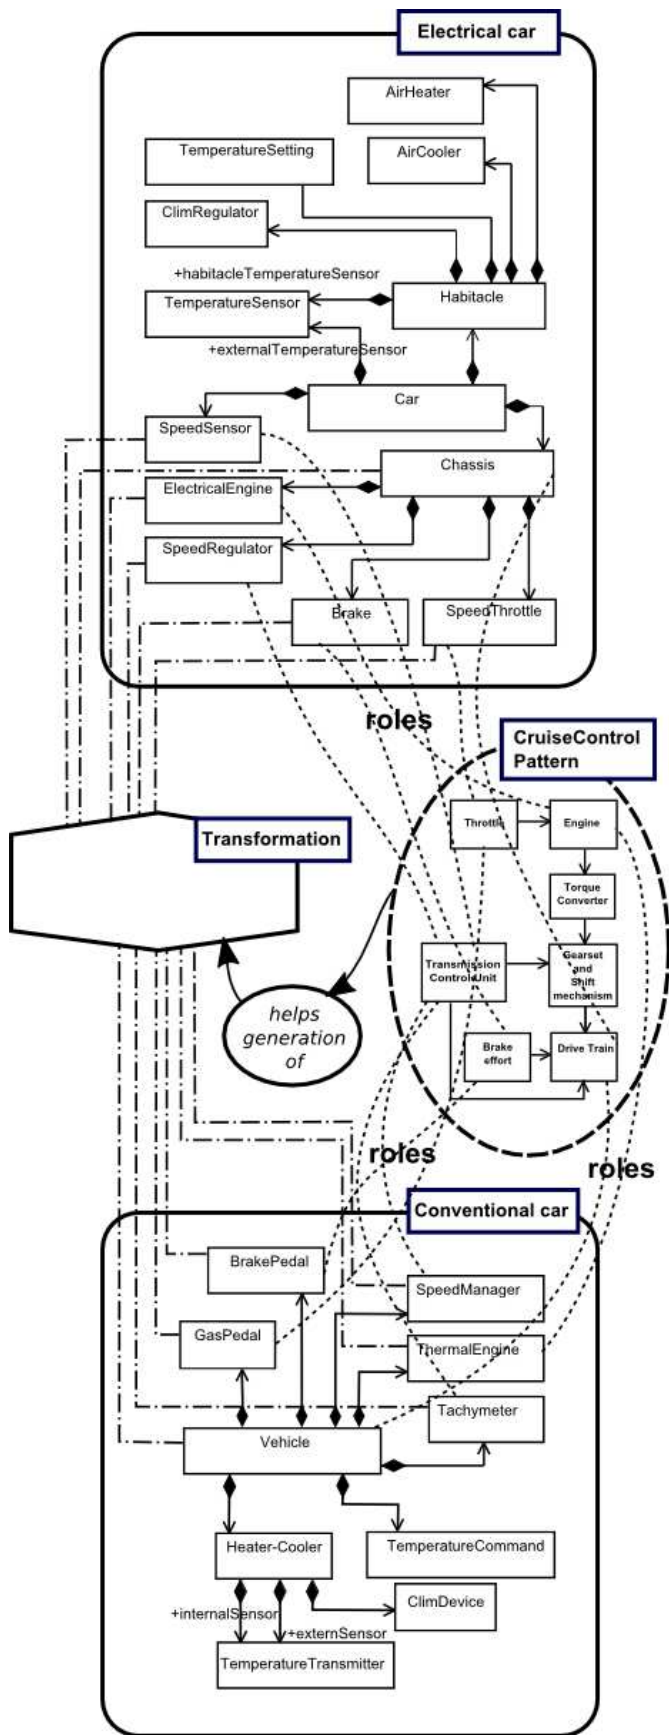 Electrical car
AirHeater
TemperatureSetting
AirCooler
ClimRegulator
+habitacleTemperatureSensor
TemperatureSensor
Habitacle
+externalTemperatureSensor
Car
SpeedSensor
Chassis
ElectricalEngine
SpeedRegulator
Brake
SpeedThrottle
roles
CruiseControl
Pattern
Throttle
Engine
Transformation
Torque
Converter
Transmission
Control Unit
Gearset
and
Shift
mechanism
helps
generation
of
Brake
effort
Drive Train
roles
roles
Conventional car
BrakePedal
SpeedManager
GasPedal
ThermalEngine
Tachymeter
Vehicle
Heater-Cooler
TemperatureCommand
ClimDevice
+internalSensor
+externSensor
TemperatureTransmitter